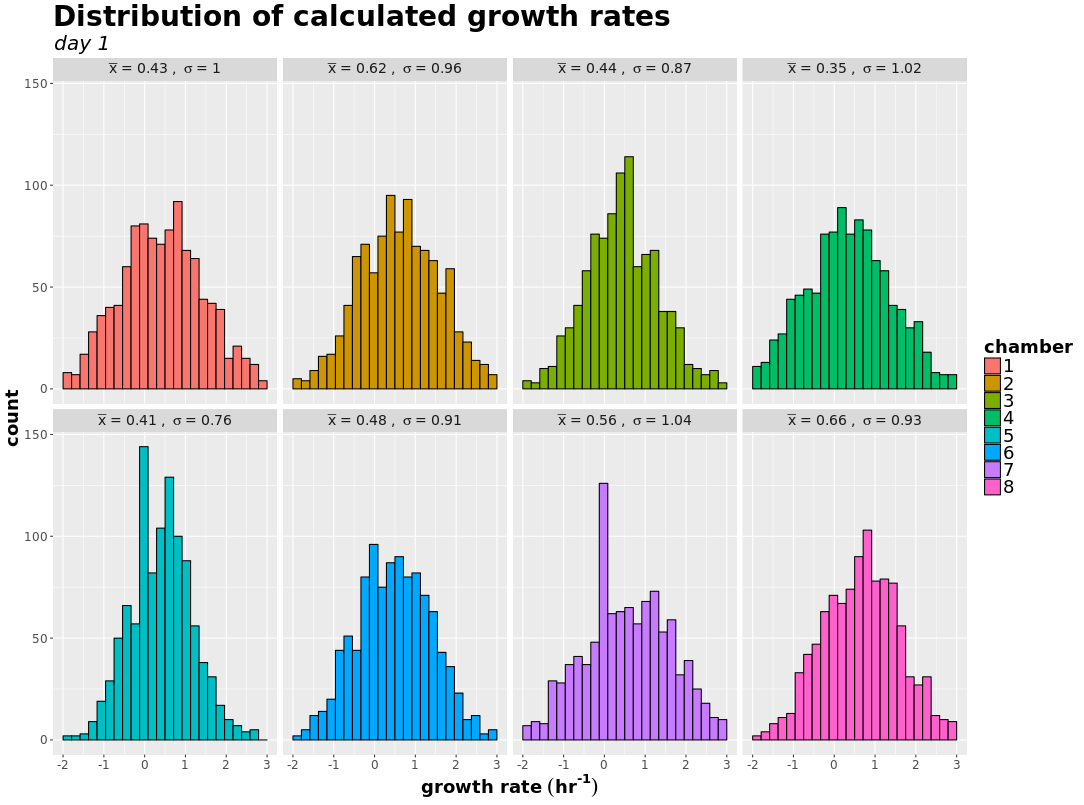 Distribution of calculated growth rates
day 1
x̅ = 0.43 , σ = 1
x̅ = 0.62 , σ = 0.96
x̅ = 0.44 , σ = 0.87
x̅ = 0.35 , σ = 1.02
150
100
50
0
x̅ = 0.41 , σ = 0.76
x̅ = 0.48 , σ = 0.91
x̅ = 0.56 , σ = 1.04
x̅ = 0.66 , σ = 0.93
150
100
50
0
-2 -1 0 1 2 3
-2 -1 0 1 2 3
-2 -1 0 1 2 3
-2 -1 0 1 2 3
count
growth rate (hr⁻¹)
chamber
1
2
3
4
5
6
7
8